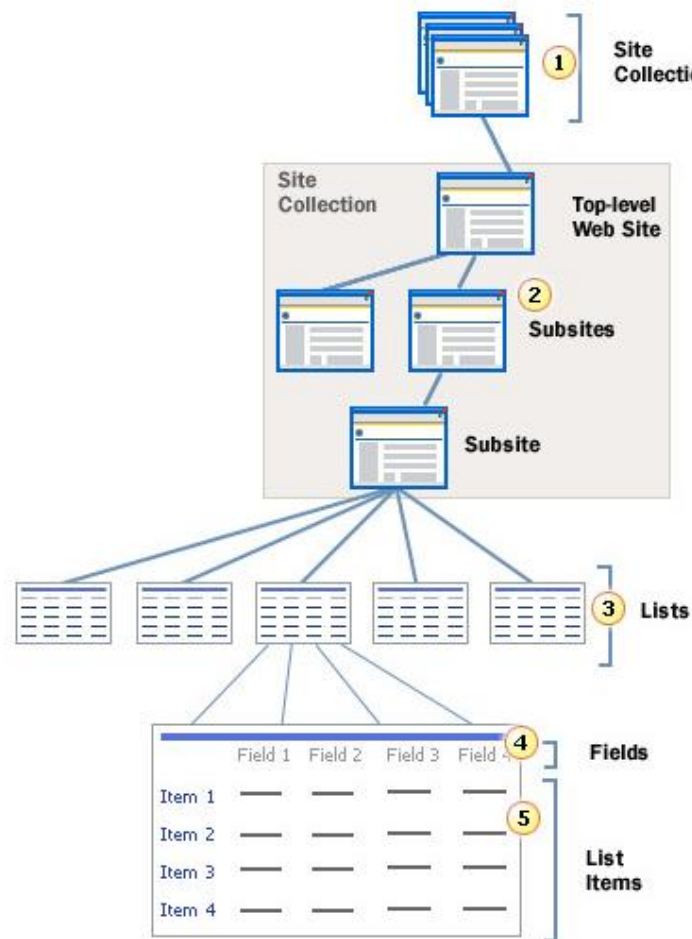 1
Site
Collectio
Site
Collection
Top-level
Web Site
2
Subsites
Subsite
3
Lists
4
Field 1 Field 2 Field 3 Field 4
Fields
Item 1
5
Item 2
Item 3
Item 4
List
Items